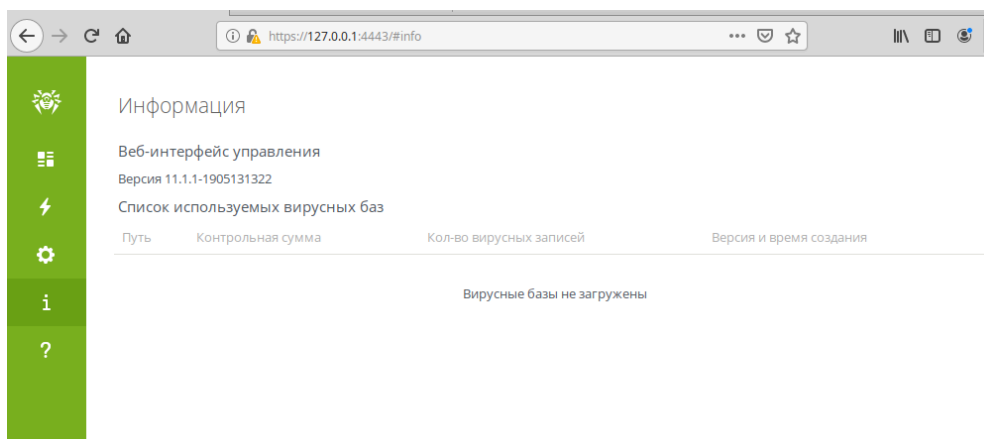 https://127.0.0.1:4443/#info
Информация
Веб-интерфейс управления
Версия 11.1.1-1905131322
Список используемых вирусных баз
Путь Контрольная сумма Кол-во вирусных записей Версия и время создания
Вирусные базы не загружены